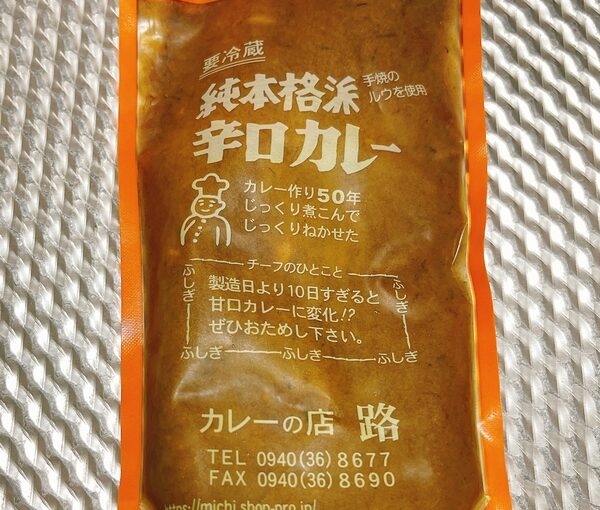 要冷蔵
純本格派
手焼の
ルウを使用
辛口カレー
カレー作り50年
じっくり煮こんで
じっくりねかせた
チーフのひとこと
ふしぎ
ふしぎ
製造日より10日すぎると
甘口カレーに変化!?
ぜひおためし下さい。
ふしぎ
ふしぎ
ふしぎ
カレーの店 路
TEL 0940(36)8677
FAX 0940(36)8690
https://michi.shop-pro.jp/